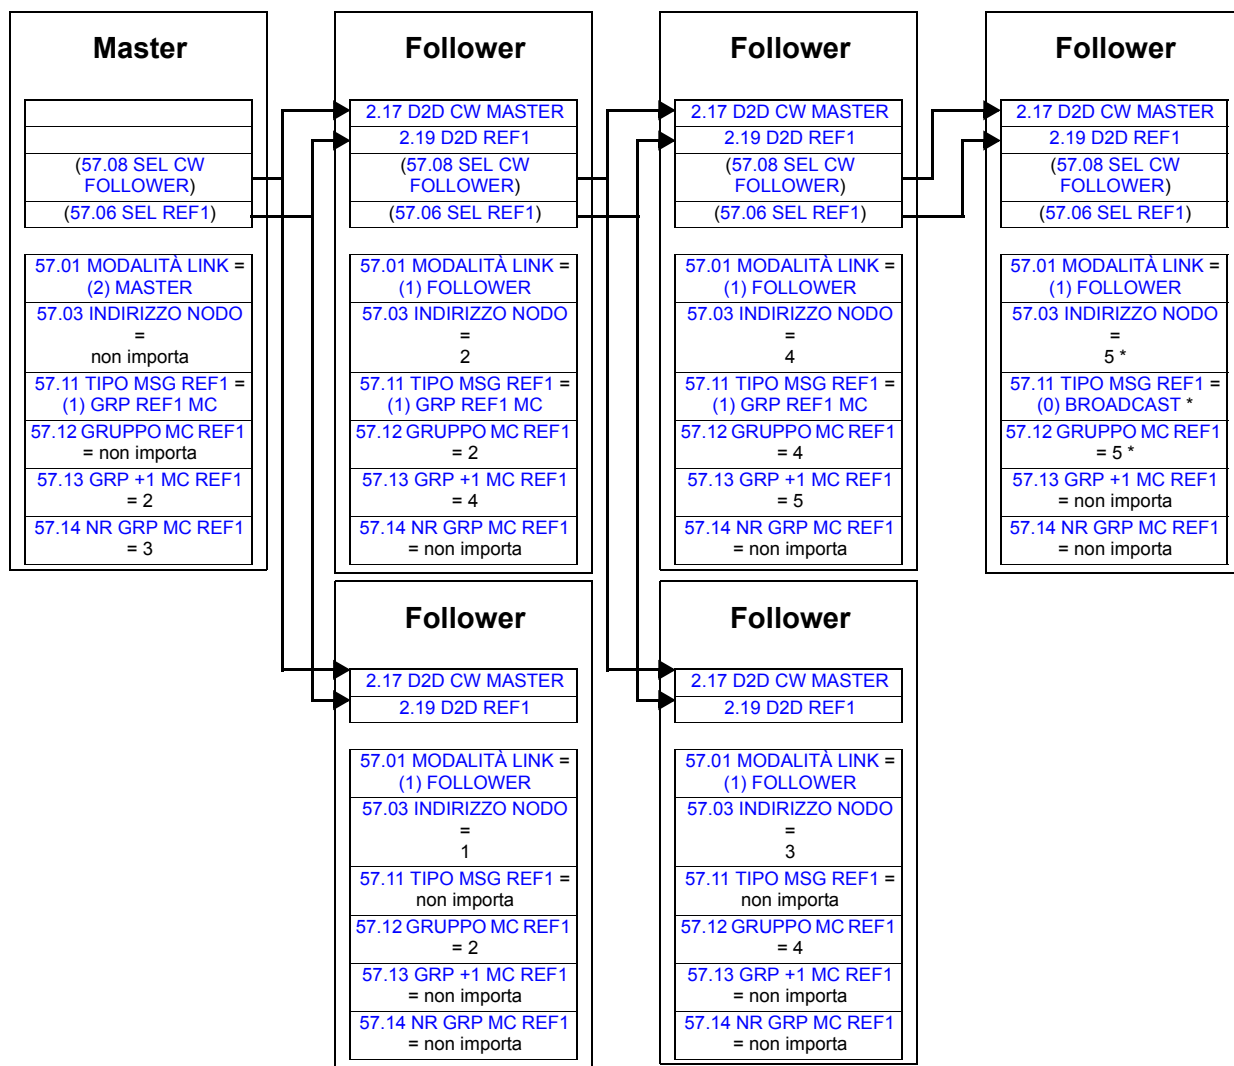 Master
(57.08 SEL CW
FOLLOWER)
(57.06 SEL REF1)
57.01 MODALITÀ LINK =
(2) MASTER
57.03 INDIRIZZO NODO
=
non importa
57.11 TIPO MSG REF1 =
(1) GRP REF1 MC
57.12 GRUPPO MC REF1
= non importa
57.13 GRP +1 MC REF1
= 2
57.14 NR GRP MC REF1
= 3
Follower
2.17 D2D CW MASTER
2.19 D2D REF1
(57.08 SEL CW
FOLLOWER)
(57.06 SEL REF1)
57.01 MODALITÀ LINK =
(1) FOLLOWER
57.03 INDIRIZZO NODO
=
2
57.11 TIPO MSG REF1 =
(1) GRP REF1 MC
57.12 GRUPPO MC REF1
= 2
57.13 GRP +1 MC REF1
= 4
57.14 NR GRP MC REF1
= non importa
Follower
2.17 D2D CW MASTER
2.19 D2D REF1
(57.08 SEL CW
FOLLOWER)
(57.06 SEL REF1)
57.01 MODALITÀ LINK =
(1) FOLLOWER
57.03 INDIRIZZO NODO
=
4
57.11 TIPO MSG REF1 =
(1) GRP REF1 MC
57.12 GRUPPO MC REF1
= 4
57.13 GRP +1 MC REF1
= 5
57.14 NR GRP MC REF1
= non importa
Follower
2.17 D2D CW MASTER
2.19 D2D REF1
(57.08 SEL CW
FOLLOWER)
(57.06 SEL REF1)
57.01 MODALITÀ LINK =
(1) FOLLOWER
57.03 INDIRIZZO NODO
=
5 *
57.11 TIPO MSG REF1 =
(0) BROADCAST *
57.12 GRUPPO MC REF1
= 5 *
57.13 GRP +1 MC REF1
= non importa
57.14 NR GRP MC REF1
= non importa
Follower
2.17 D2D CW MASTER
2.19 D2D REF1
57.01 MODALITÀ LINK =
(1) FOLLOWER
57.03 INDIRIZZO NODO
=
1
57.11 TIPO MSG REF1 =
non importa
57.12 GRUPPO MC REF1
= 2
57.13 GRP +1 MC REF1
= non importa
57.14 NR GRP MC REF1
= non importa
Follower
2.17 D2D CW MASTER
2.19 D2D REF1
57.01 MODALITÀ LINK =
(1) FOLLOWER
57.03 INDIRIZZO NODO
=
3
57.11 TIPO MSG REF1 =
non importa
57.12 GRUPPO MC REF1
= 4
57.13 GRP +1 MC REF1
= non importa
57.14 NR GRP MC REF1
= non importa